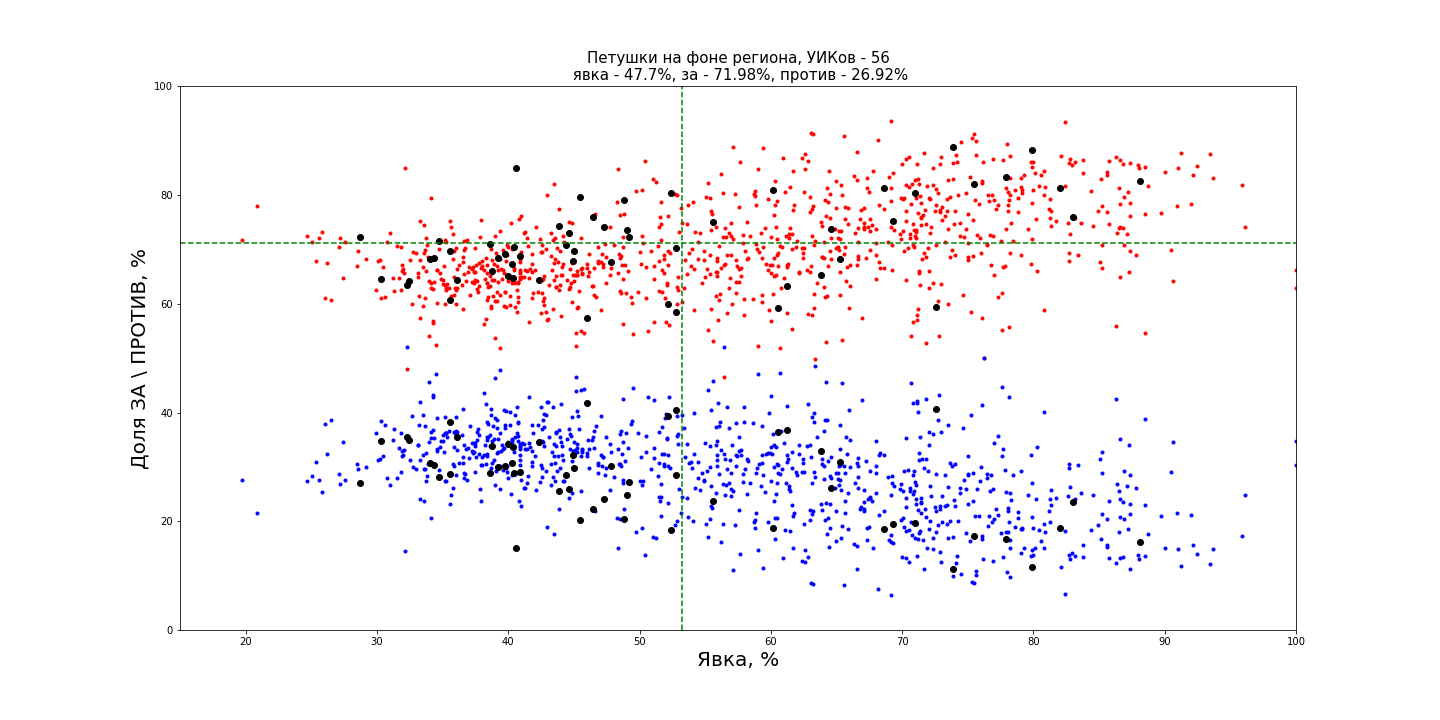 Петушки на фоне региона, УИКов - 56
явка - 47.7%, за - 71.98%, против - 26.92%
Доля ЗА \ ПРОТИВ, %
100
80
60
40
20
0
20 30 40 50 60 70 80 90 100
Явка, %